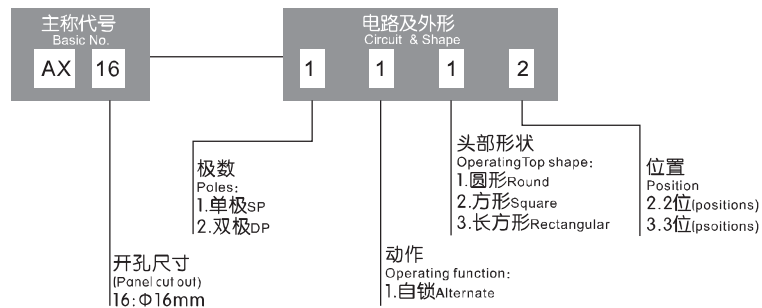 主称代号
Basic No.
AX 16
电路及外形
Circuit & Shape
1 1 1 2
极数
Poles:
1.单极SP
2.双极DP
头部形状
OperatingTop shape:
1.圆形Round
2.方形Square
3.长方形Rectangular
位置
Position
2.2位(positions)
3.3位(psoitions)
开孔尺寸
(Panel cut out)
16:Φ16mm
动作
Operating function:
1.自锁Alternate